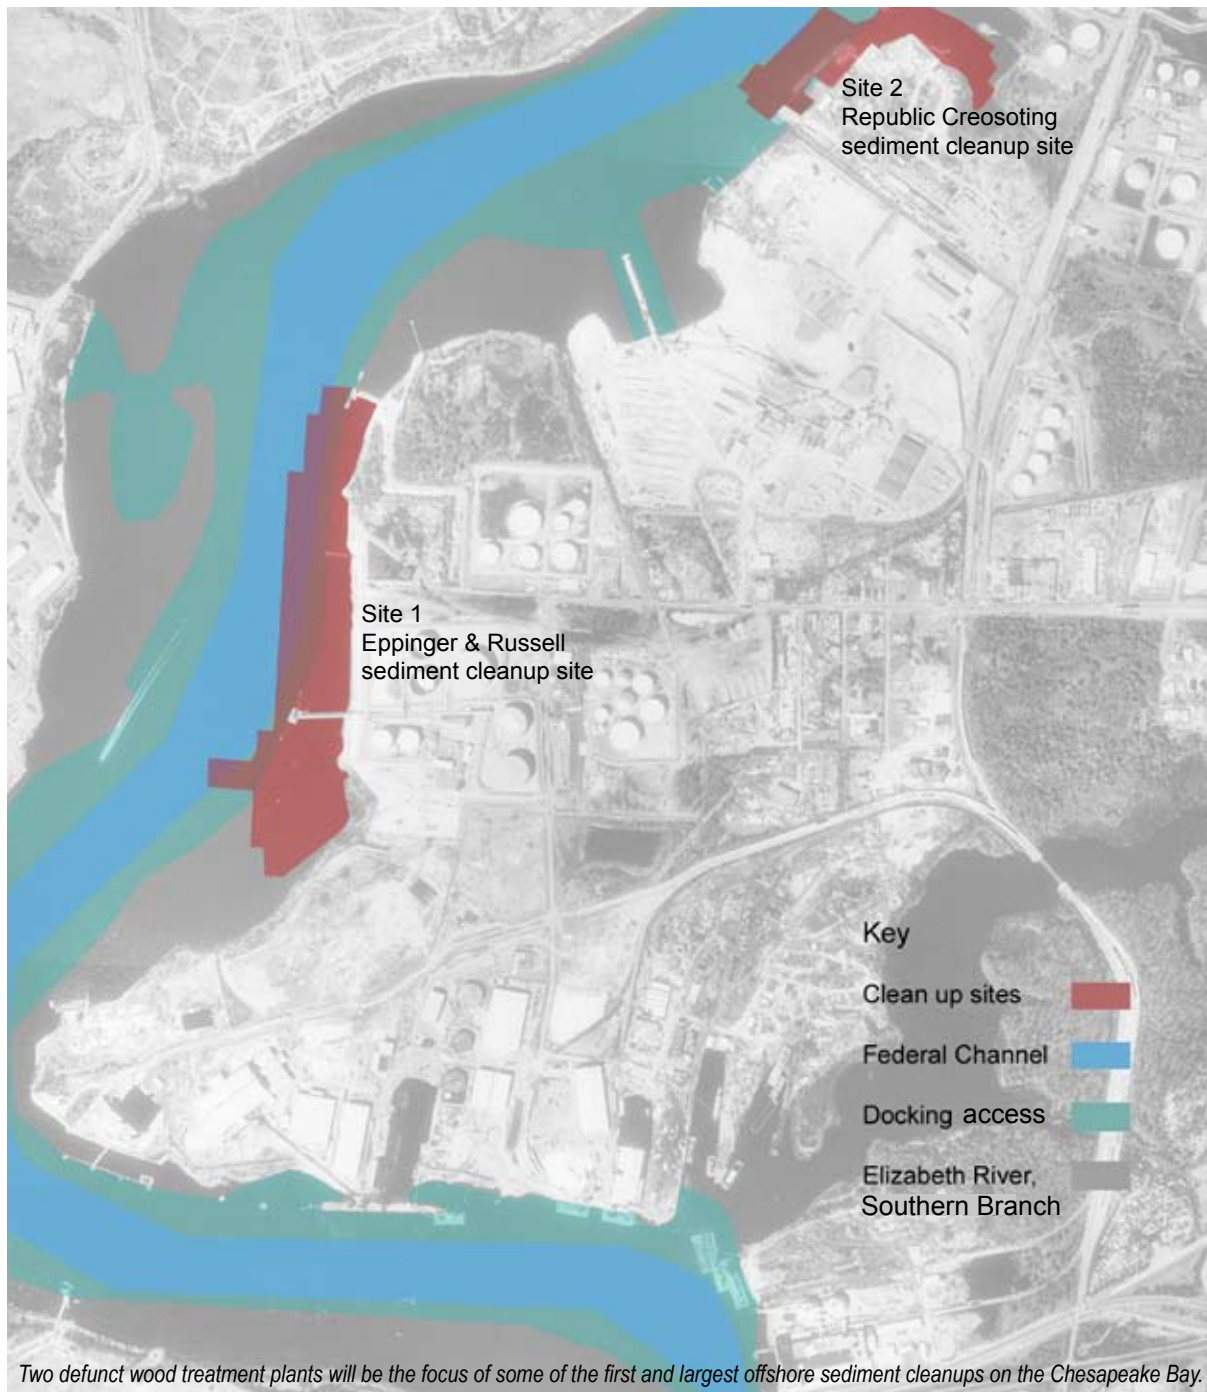 Site 2
Republic Creosoting
sediment cleanup site
Site 1
Eppinger & Russell
sediment cleanup site
Key
Clean up sites
Federal Channel
Docking access
Elizabeth River,
Southern Branch
Two defunct wood treatment plants will be the focus of some of the first and largest offshore sediment cleanups on the Chesapeake Bay.